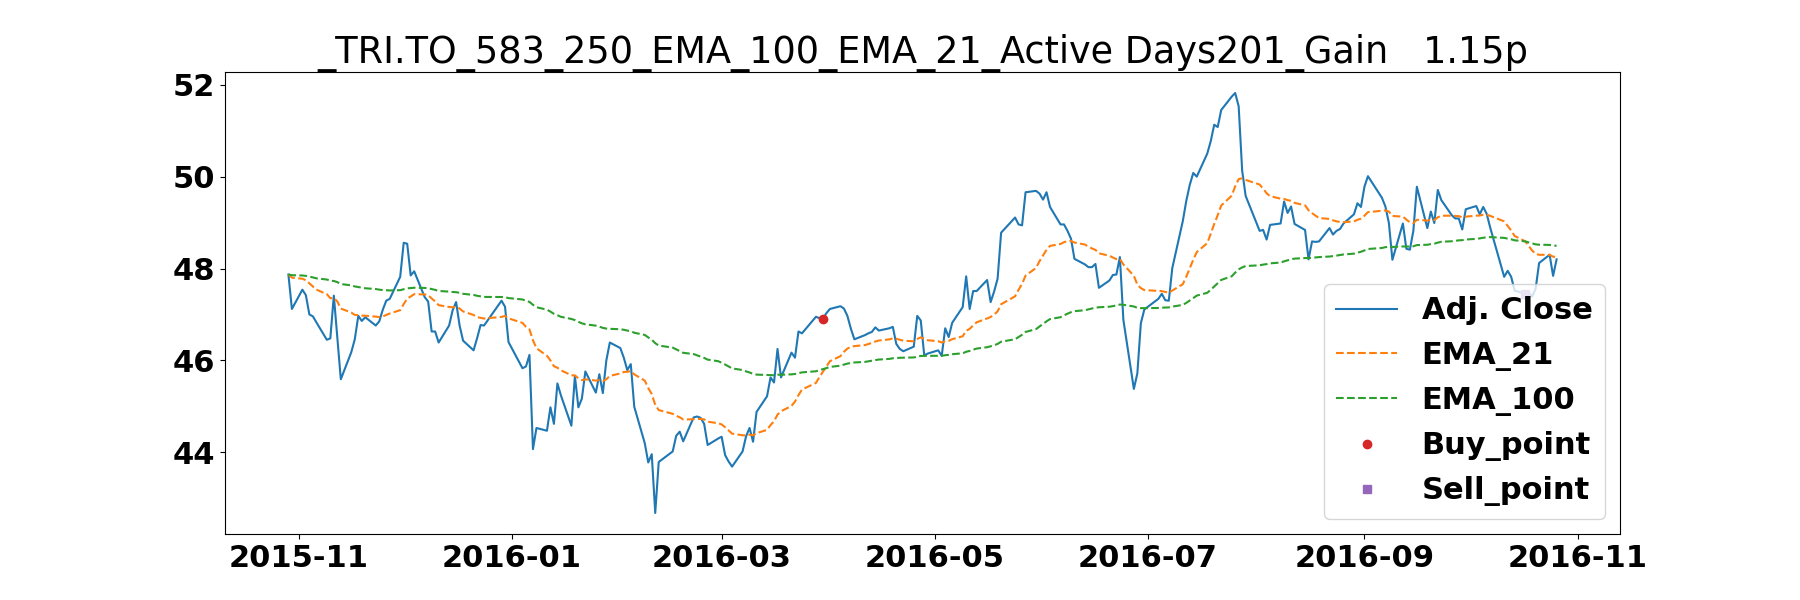 _TRI.TO_583_250_EMA_100_EMA_21_Active Days201_Gain   1.15p
52
50
48
46
44
2015-11 2016-01 2016-03 2016-05 2016-07 2016-09 2016-11
Adj. Close
EMA_21
EMA_100
Buy_point
Sell_point